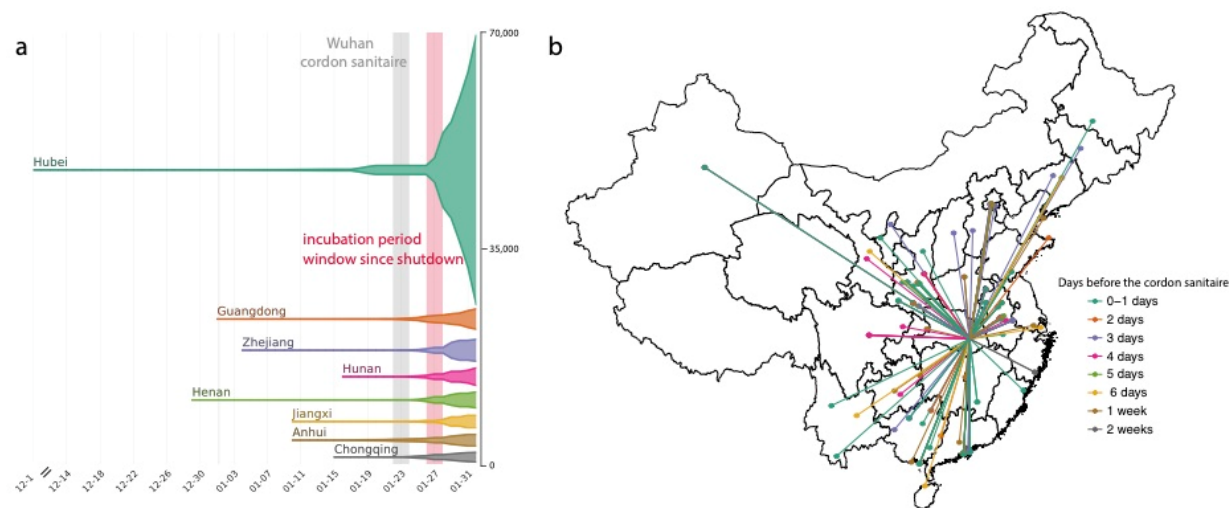 a
Wuhan
cordon sanitaire
70,000
Hubei
incubation period
window since shutdown
35,000
Guangdong
Zhejiang
Hunan
Henan
Jiangxi
Anhui
Chongqing
0
12-1
12-14
12-18
12-22
12-26
12-30
01-03
01-07
01-11
01-15
01-19
01-23
01-27
01-31
b
Days before the cordon sanitaire
0–1 days
2 days
3 days
4 days
5 days
6 days
1 week
2 weeks